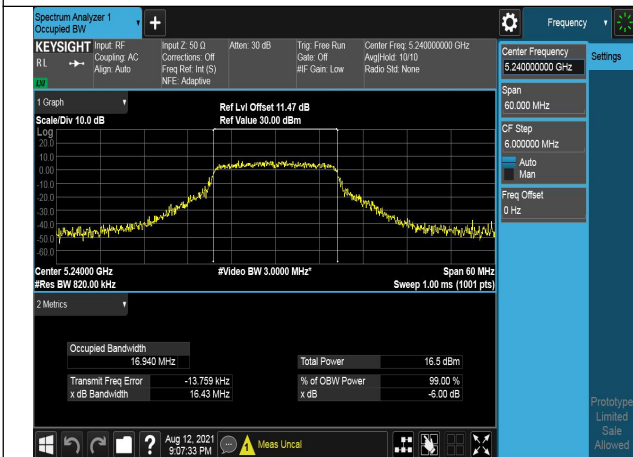 Spectrum Analyzer 1
Occupied BW
Frequency
KEYSIGHT
Input: RF
Input Z: 50 Ω
Atten: 30 dB
Trig: Free Run
Center Freq: 5.240000000 GHz
R L
Coupling: AC
Corrections: Off
Gate: Off
Avg|Hold: 10/10
Align: Auto
Freq Ref: Int (S)
#IF Gain: Low
Radio Std: None
LXI
NFE: Adaptive
Center Frequency
5.240000000 GHz
Settings
Span
60.000 MHz
CF Step
6.000000 MHz
Auto
Man
Freq Offset
0 Hz
1 Graph
Ref Lvl Offset 11.47 dB
Scale/Div 10.0 dB
Ref Value 30.00 dBm
Log
20.0
10.0
0.00
-10.0
-20.0
-30.0
-40.0
-50.0
-60.0
Center 5.24000 GHz
#Video BW 3.0000 MHz*
Span 60 MHz
#Res BW 820.00 kHz
Sweep 1.00 ms (1001 pts)
2 Metrics
Occupied Bandwidth
16.940 MHz
Total Power
16.5 dBm
Transmit Freq Error
-13.759 kHz
% of OBW Power
99.00 %
x dB Bandwidth
16.43 MHz
x dB
-6.00 dB
Prototype
Limited
Sale
Allowed
?
Aug 12, 2021
9:07:33 PM
Meas Uncal